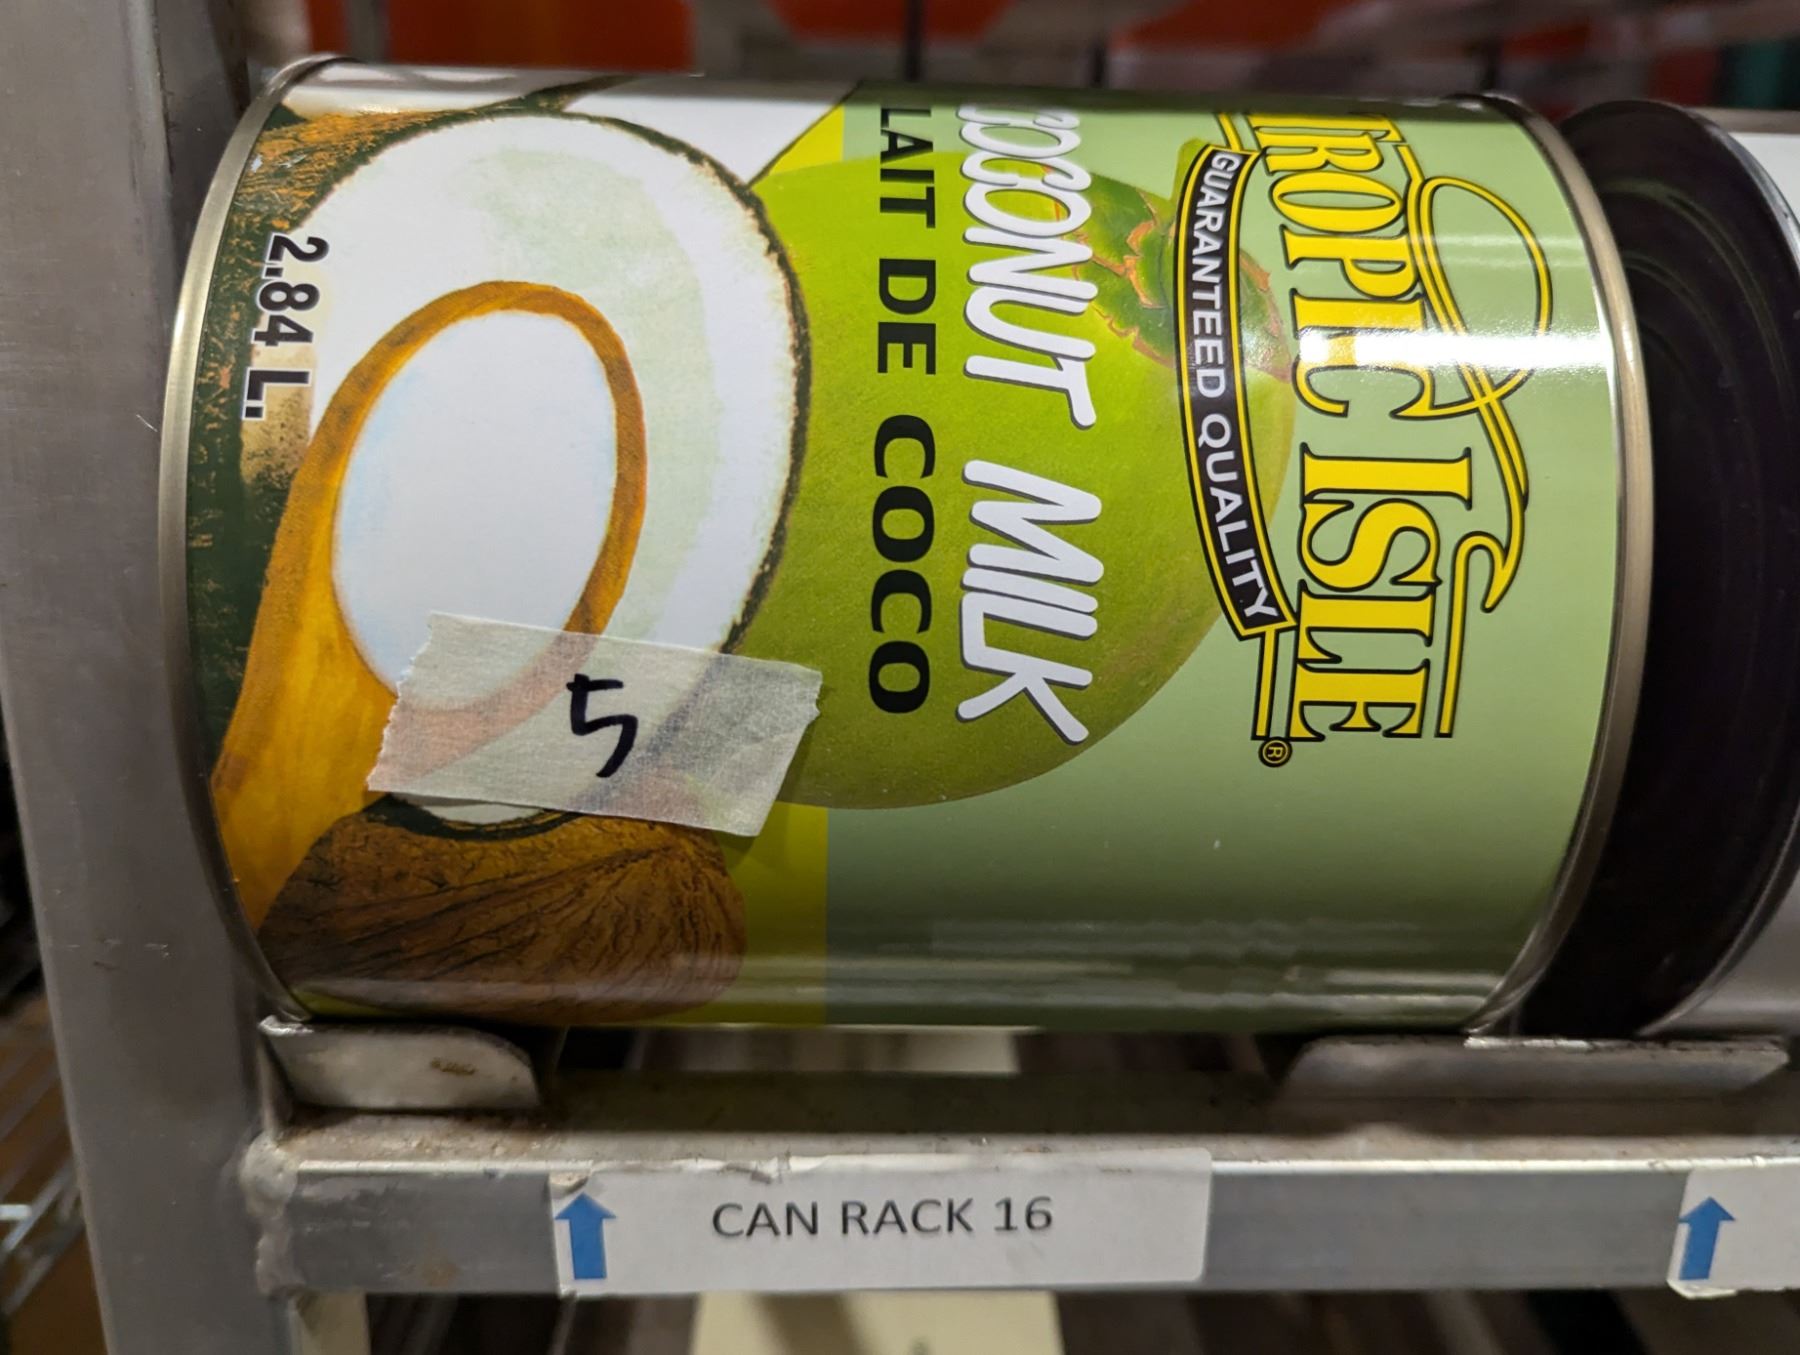 TROPIC ISLE®
GUARANTEED QUALITY
COCONUT MILK
LAIT DE COCO
2.84 L.
5
CAN RACK 16